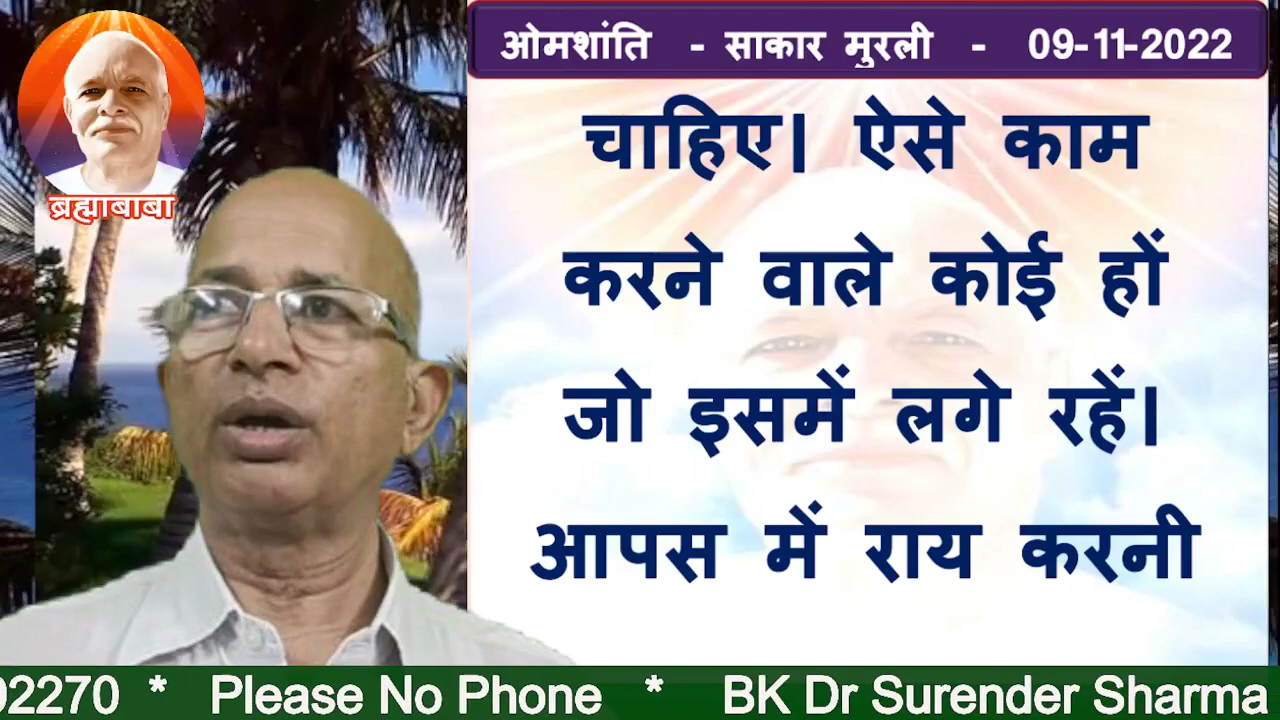 ओमशांति - साकार मुरली - 09-11-2022
ब्रह्माबाबा
चाहिए। ऐसे काम
करने वाले कोई हों
जो इसमें लगे रहें।
आपस में राय करनी
02270 * Please No Phone * BK Dr Surender Sharma